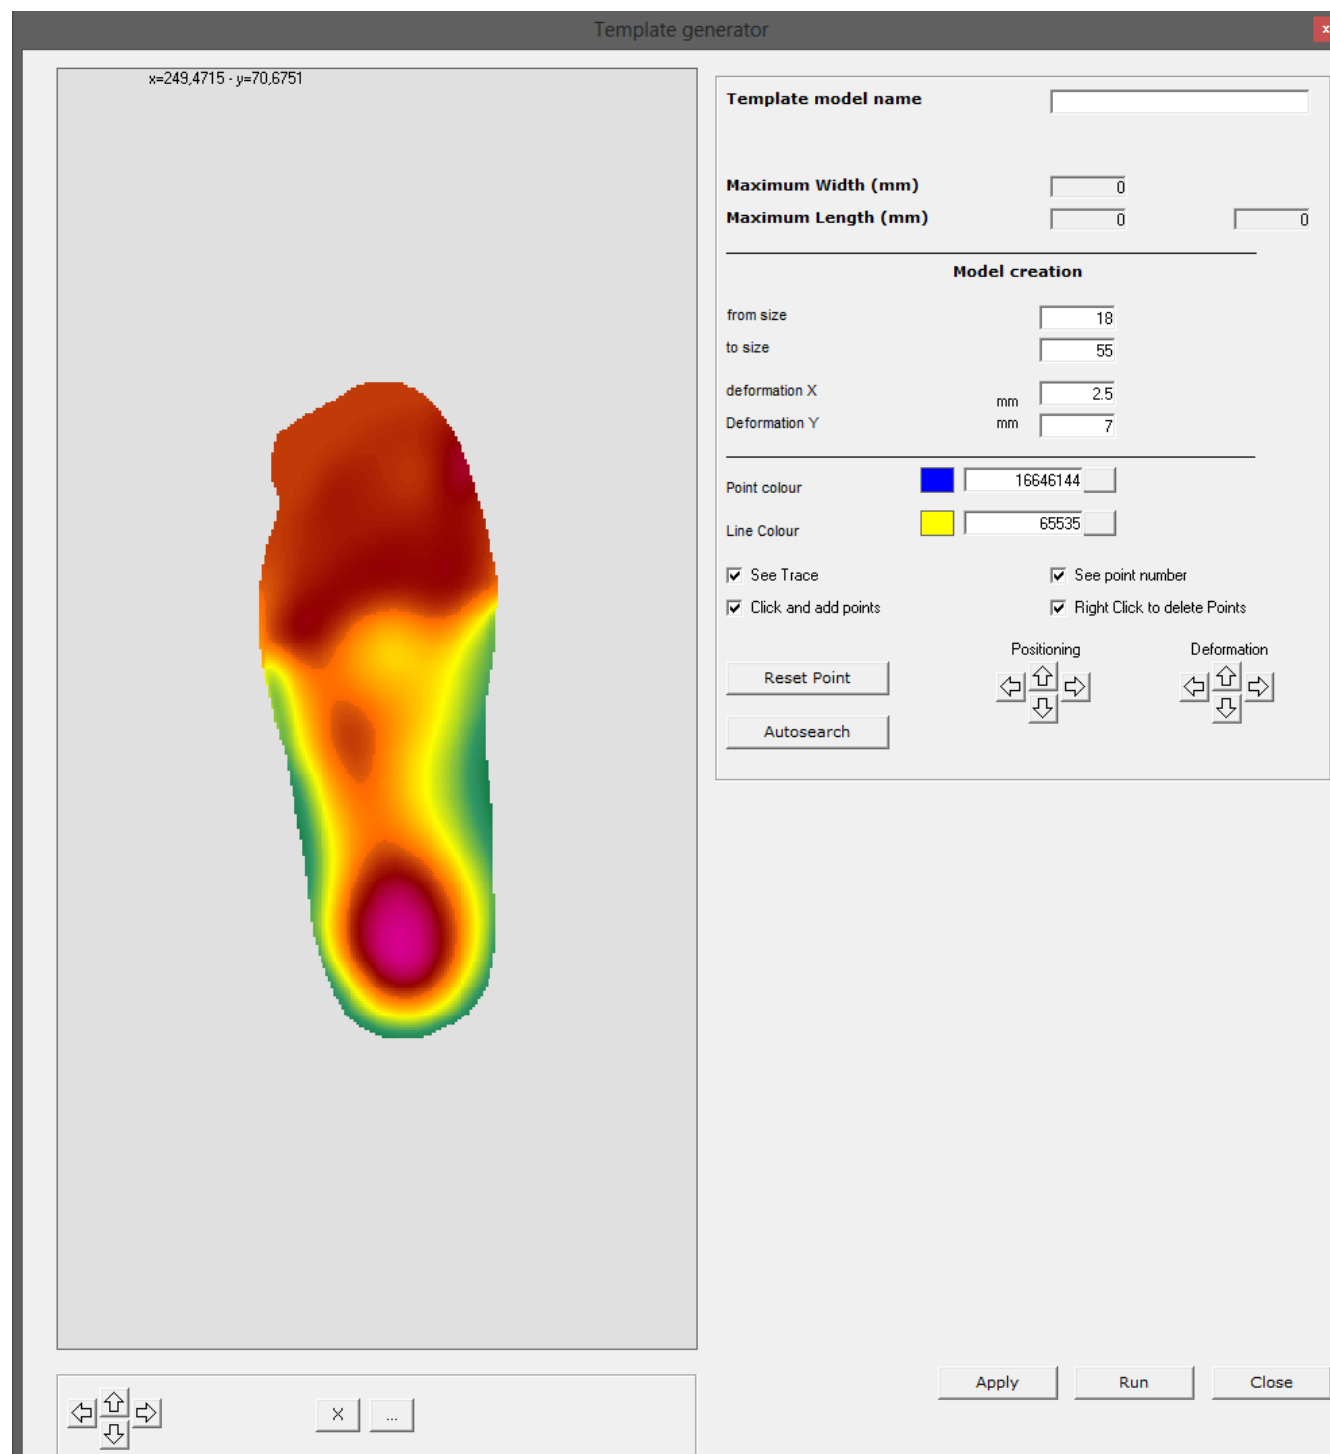 Template generator
x
x=249,4715 - y=70,6751
Template model name
Maximum Width (mm) 0
Maximum Length (mm) 0 0
Model creation
from size 18
to size 55
deformation X mm 2.5
Deformation Y mm 7
Point colour 16646144
Line Colour 65535
See Trace See point number
Click and add points Right Click to delete Points
Positioning Deformation
Reset Point
Autosearch
Apply Run Close
X ...